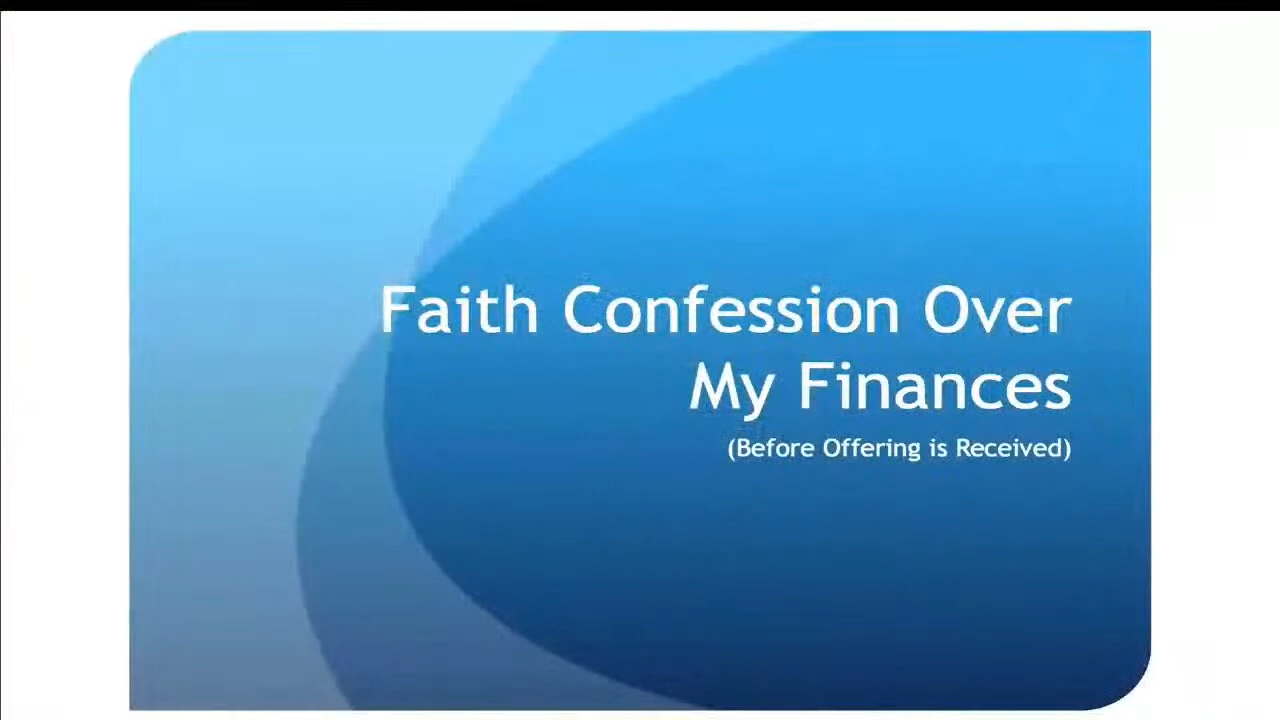 Faith Confession Over
My Finances
(Before Offering is Received)